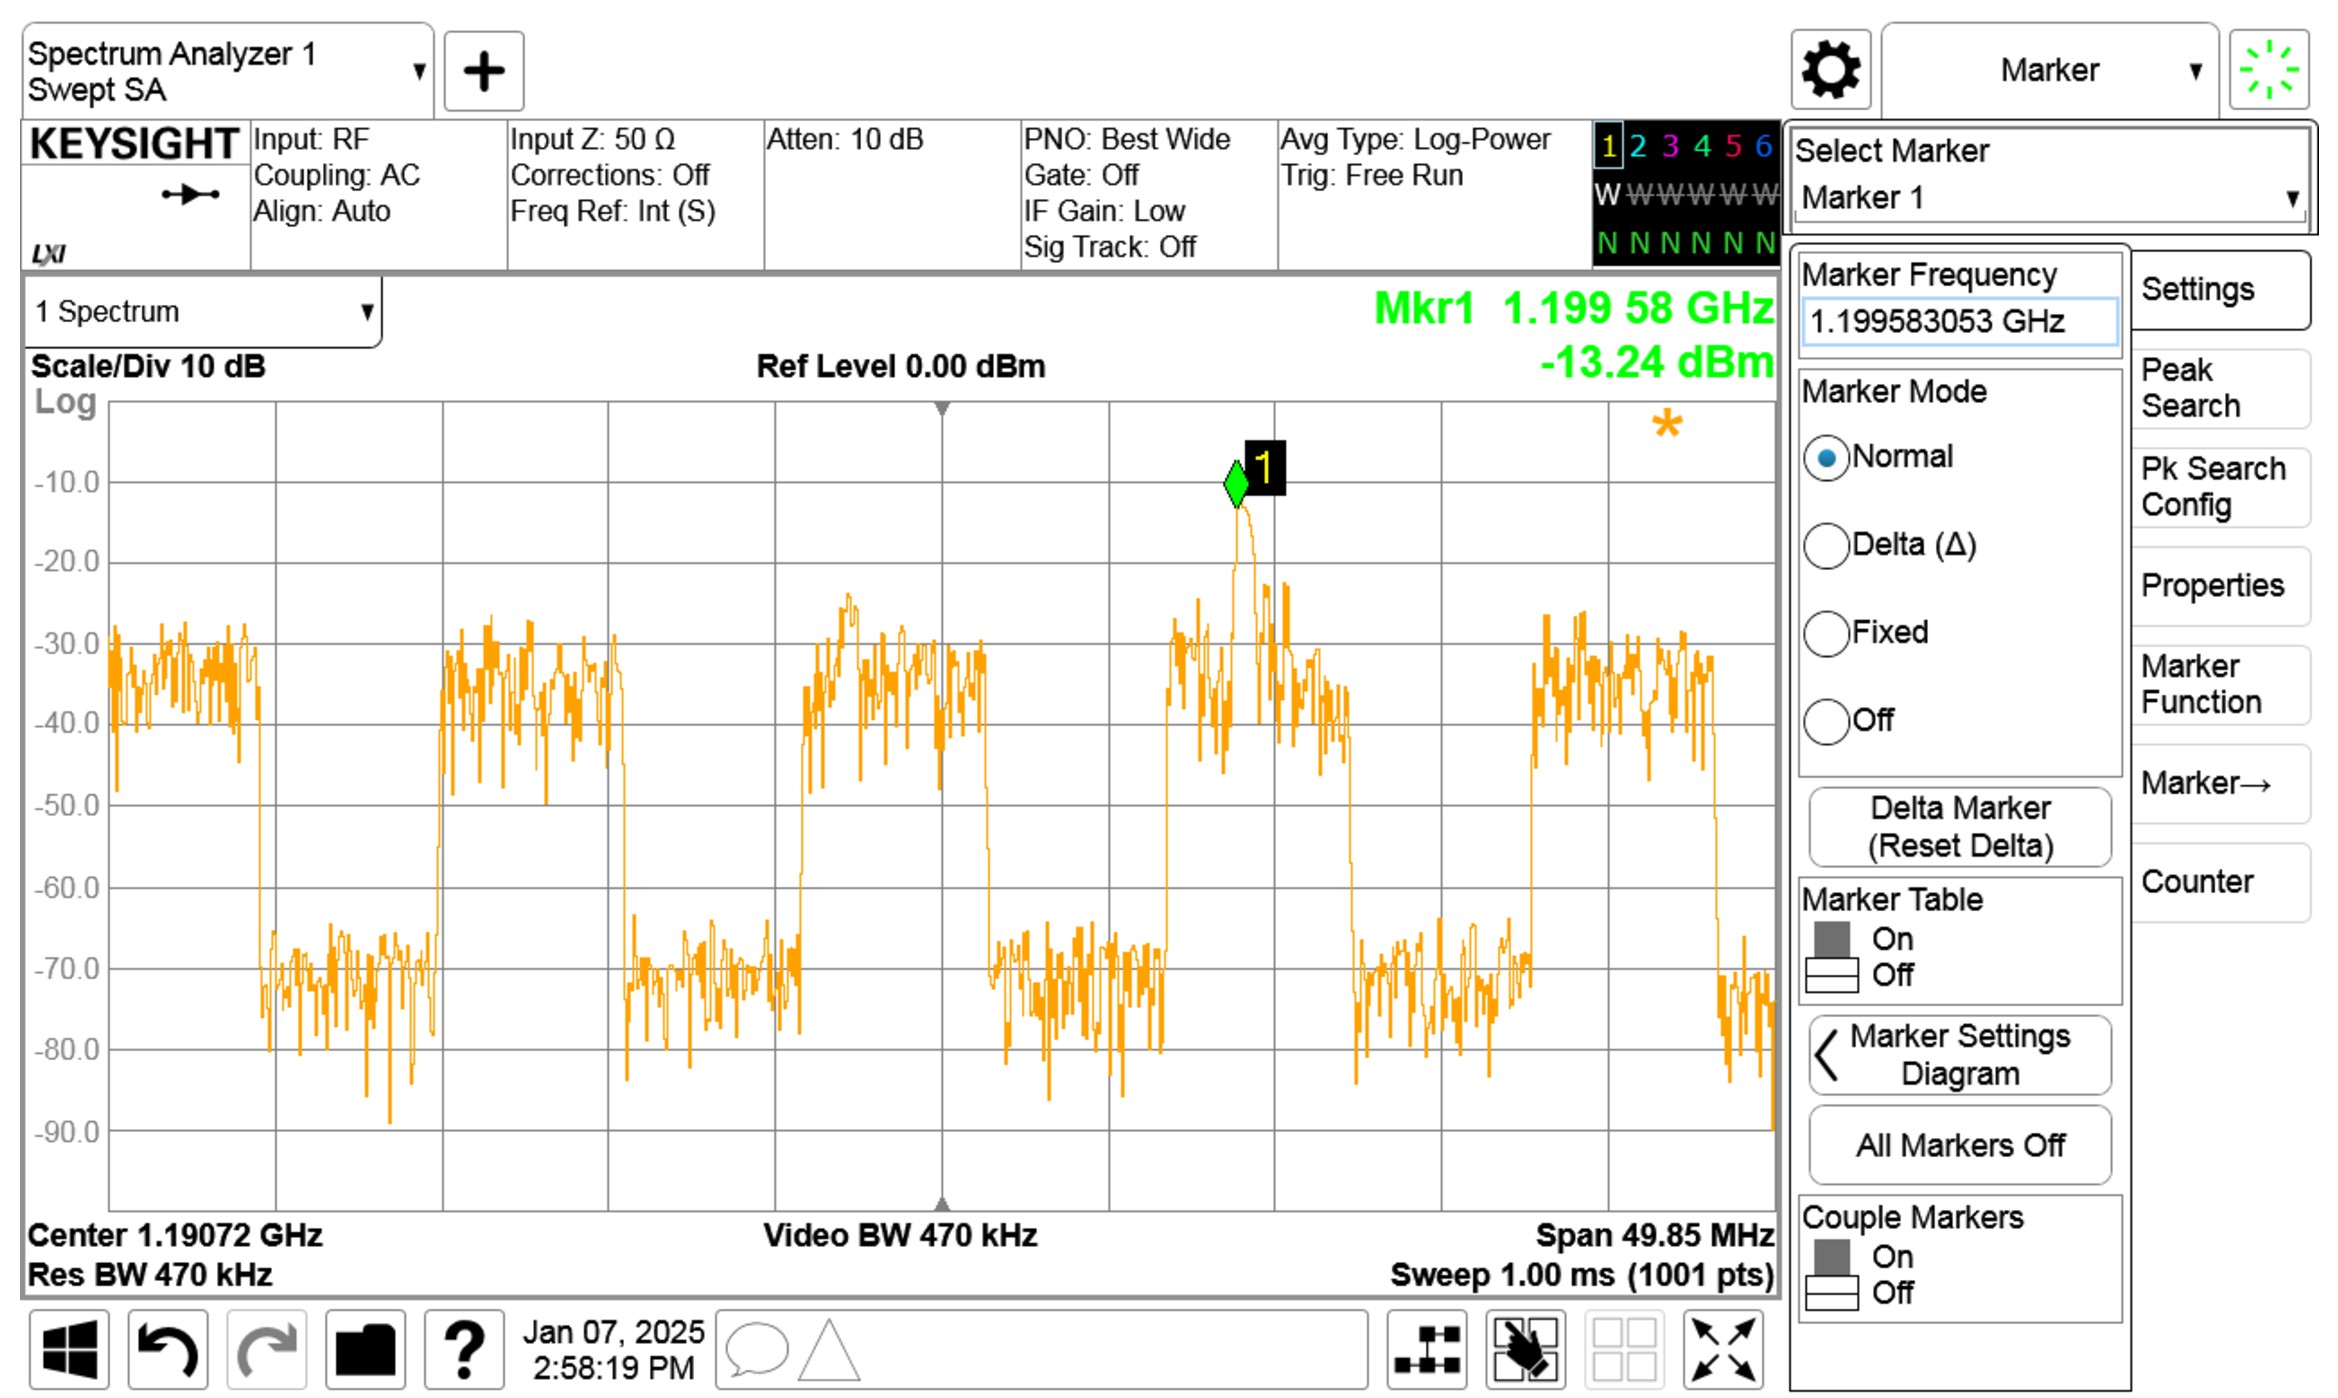 Spectrum Analyzer 1
Swept SA
Marker
KEYSIGHT
LXI
Input: RF
Coupling: AC
Align: Auto
Input Z: 50 Ω
Corrections: Off
Freq Ref: Int (S)
Atten: 10 dB
PNO: Best Wide
Gate: Off
IF Gain: Low
Sig Track: Off
Avg Type: Log-Power
Trig: Free Run
1 2 3 4 5 6
W W W W W W
N N N N N N
Select Marker
Marker 1
1 Spectrum
Mkr1 1.199 58 GHz
-13.24 dBm
Scale/Div 10 dB
Ref Level 0.00 dBm
Log
1
-10.0
-20.0
-30.0
-40.0
-50.0
-60.0
-70.0
-80.0
-90.0
Center 1.19072 GHz
Video BW 470 kHz
Span 49.85 MHz
Res BW 470 kHz
Sweep 1.00 ms (1001 pts)
Marker Frequency
1.199583053 GHz
Marker Mode
Normal
Delta (Δ)
Fixed
Off
Delta Marker
(Reset Delta)
Marker Table
On
Off
Marker Settings
Diagram
All Markers Off
Couple Markers
On
Off
Settings
Peak
Search
Pk Search
Config
Properties
Marker
Function
Marker→
Counter
Jan 07, 2025
2:58:19 PM